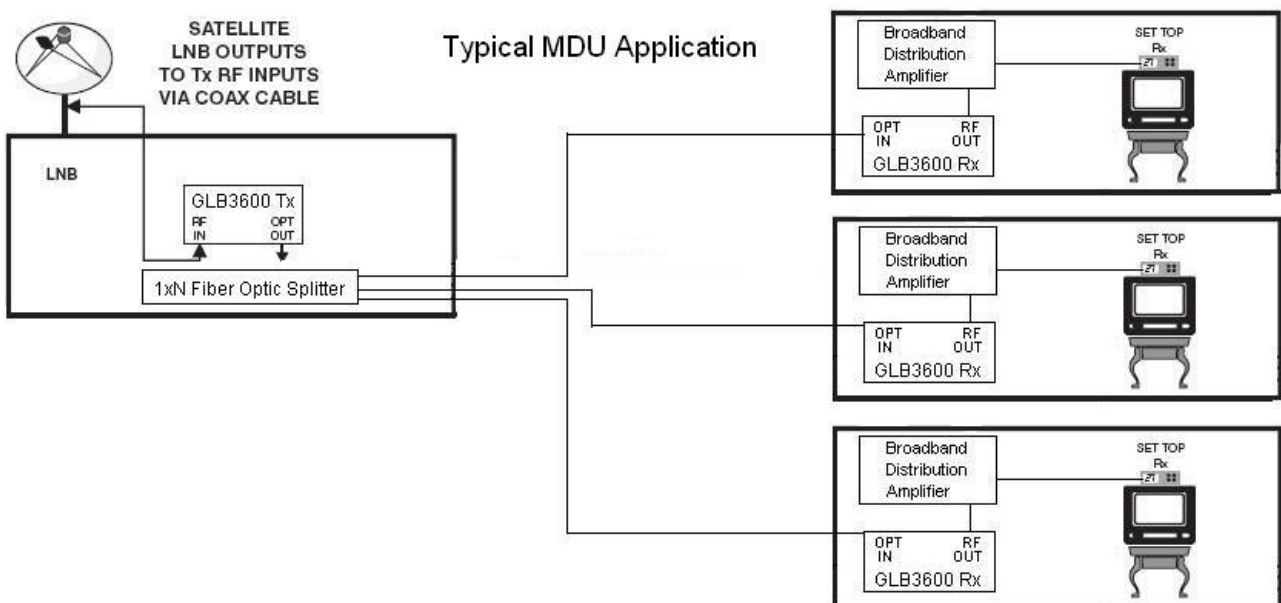 SATELLITE
LNB OUTPUTS
TO Tx RF INPUTS
VIA COAX CABLE
Typical MDU Application
LNB
GLB3600 Tx
RF OPT
IN OUT
1xN Fiber Optic Splitter
Broadband
Distribution
Amplifier
SET TOP
Rx
21
OPT RF
IN OUT
GLB3600 Rx
Broadband
Distribution
Amplifier
SET TOP
Rx
21
OPT RF
IN OUT
GLB3600 Rx
Broadband
Distribution
Amplifier
SET TOP
Rx
21
OPT RF
IN OUT
GLB3600 Rx